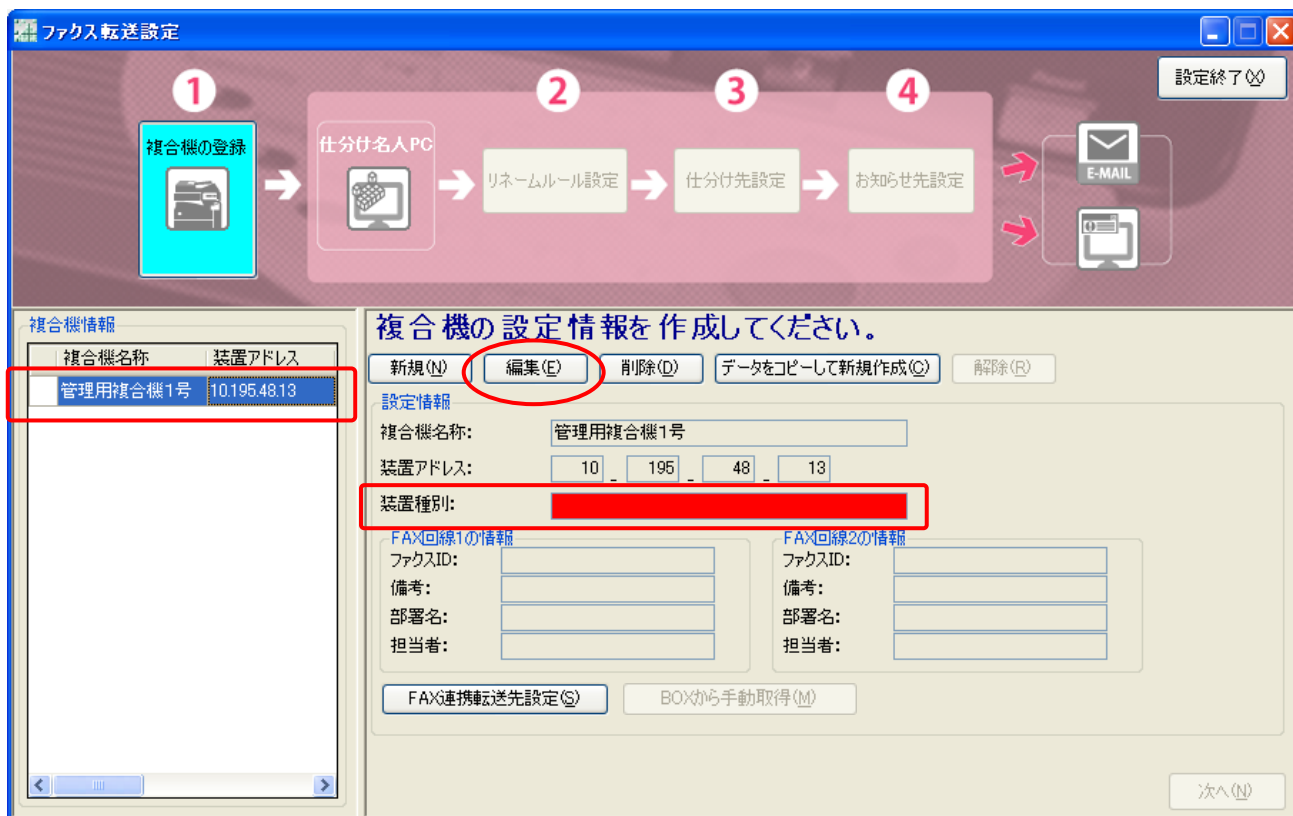 ファクス転送設定
設定終了(X)
1
2
3
4
複合機の登録
仕分け名人PC
リネームルール設定
仕分け先設定
お知らせ先設定
E-MAIL
複合機情報
複合機名称 装置アドレス
管理用複合機1号 10.195.48.13
複合機の設定情報を作成してください。
新規(N) 編集(E) 削除(D) データをコピーして新規作成(C) 解除(R)
設定情報
複合機名称: 管理用複合機1号
装置アドレス: 10 . 195 . 48 . 13
装置種別:
FAX回線1の情報 FAX回線2の情報
ファクスID: ファクスID:
備考: 備考:
部署名: 部署名:
担当者: 担当者:
FAX連携転送先設定(S) BOXから手動取得(M)
次へ(N)